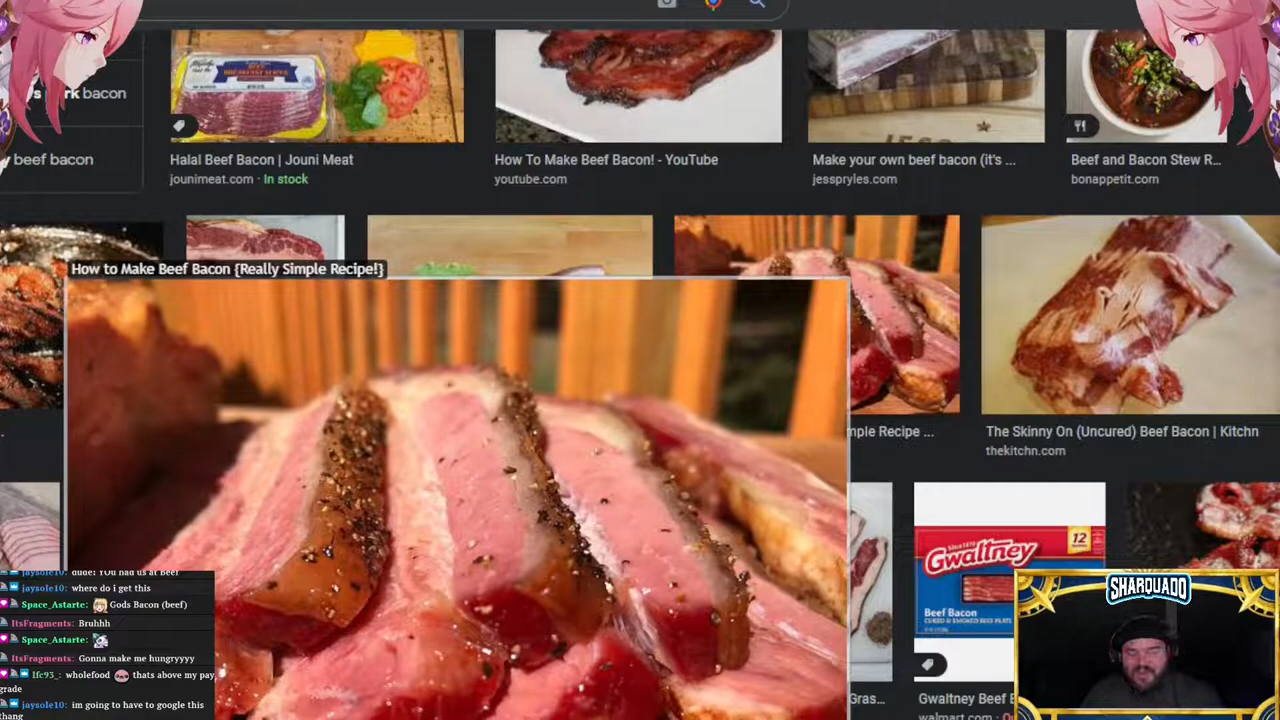 's pork bacon
y beef bacon
Halal Beef Bacon | Jouni Meat
jounimeat.com · In stock
How To Make Beef Bacon! - YouTube
youtube.com
Make your own beef bacon (it's ...
jesspryles.com
Beef and Bacon Stew R...
bonappetit.com
How to Make Beef Bacon {Really Simple Recipe!}
mple Recipe ...
The Skinny On (Uncured) Beef Bacon | Kitchn
thekitchn.com
Gwaltney
12
Beef Bacon
Gras...
Gwaltney Beef B
walmart.com
jaysole10: dude! You had us at Beef
jaysole10: where do i get this
Space_Astarte: Gods Bacon (beef)
ItsFragments: Bruhhh
Space_Astarte:
ItsFragments: Gonna make me hungryyyy
lfc93_: wholefood thats above my pay
grade
jaysole10: im going to have to google this
thang
SHARQUADO